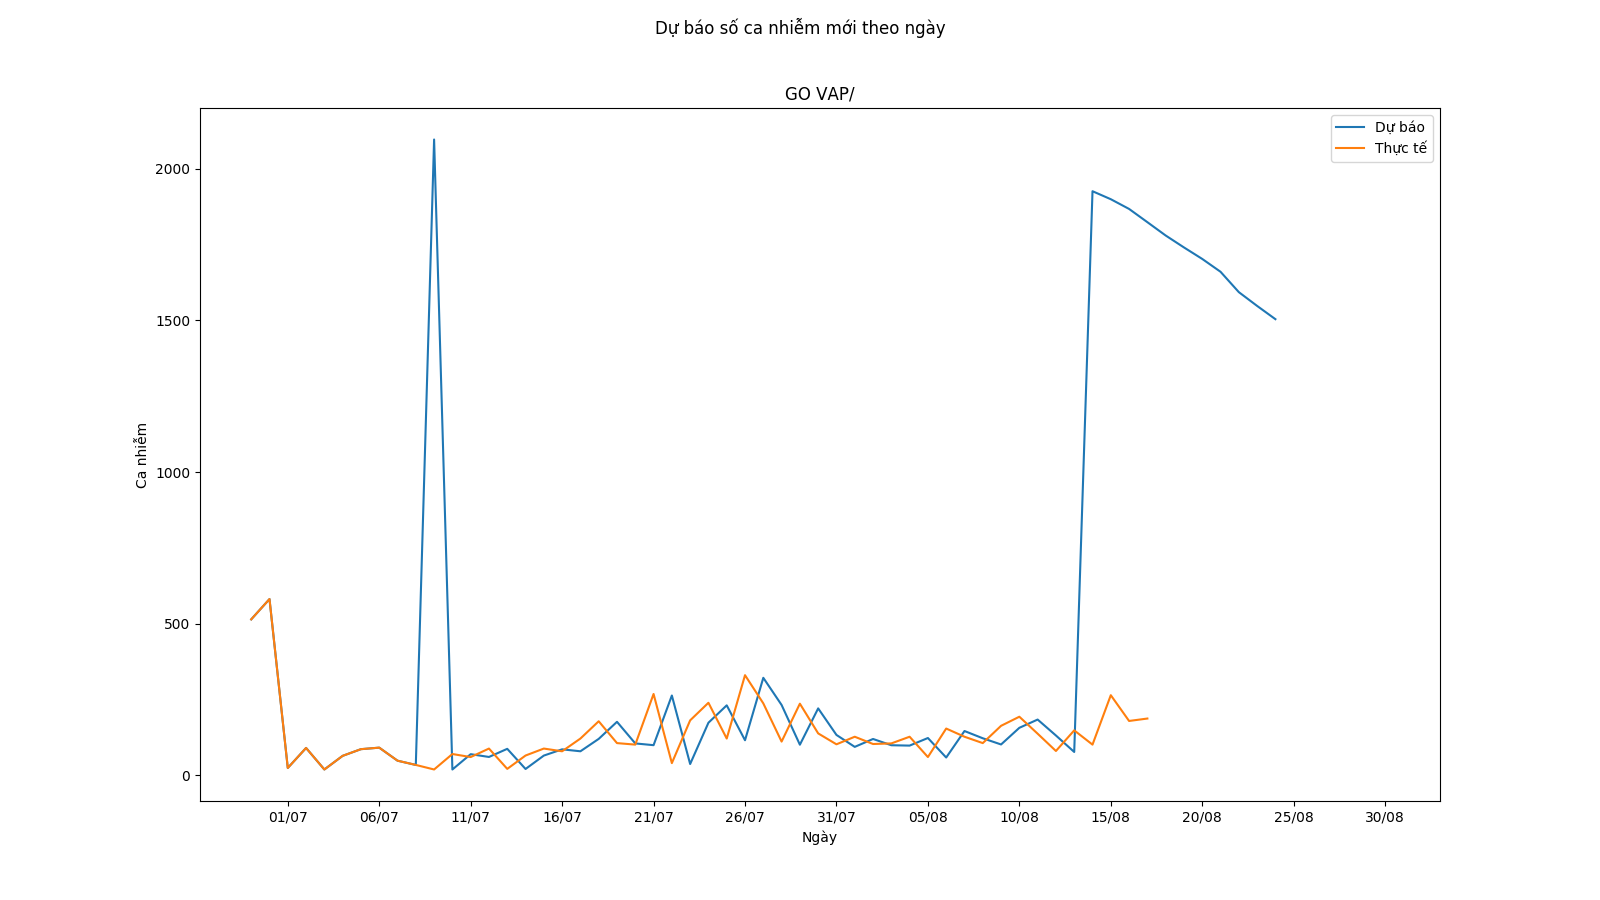 Dự báo số ca nhiễm mới theo ngày
GO VAP/
Dự báo
Thực tế
2000
1500
1000
500
0
Ca nhiễm
01/07 06/07 11/07 16/07 21/07 26/07 31/07 05/08 10/08 15/08 20/08 25/08 30/08
Ngày